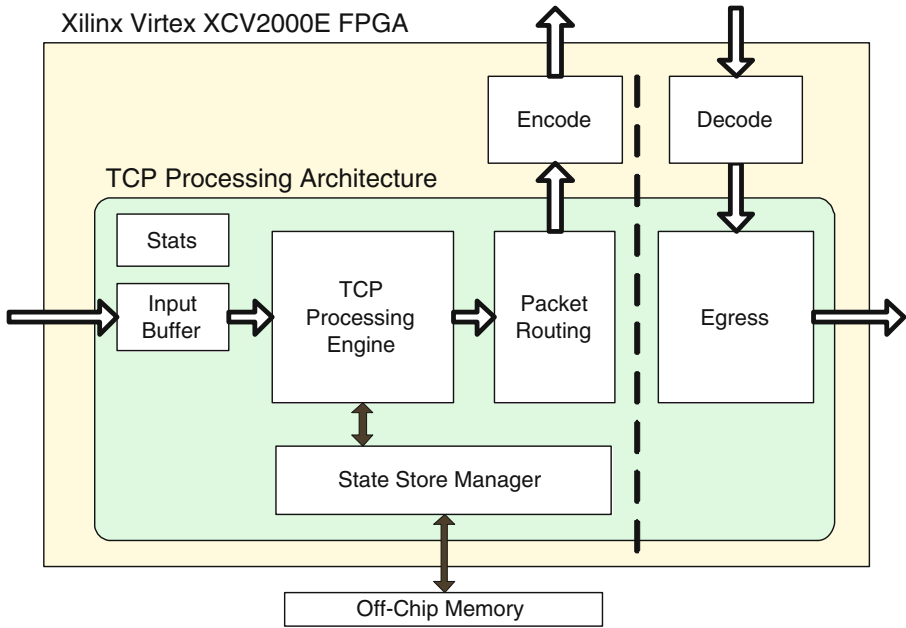 Xilinx Virtex XCV2000E FPGA
Encode
Decode
TCP Processing Architecture
Stats
Input
Buffer
TCP
Processing
Engine
Packet
Routing
Egress
State Store Manager
Off-Chip Memory